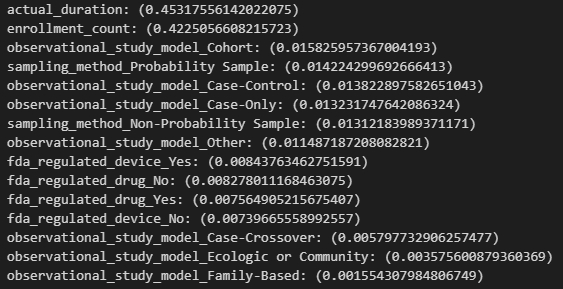 actual_duration: (0.45317556142022075)
enrollment_count: (0.4225056608215723)
observational_study_model_Cohort: (0.015825957367004193)
sampling_method_Probability Sample: (0.014224299692666413)
observational_study_model_Case-Control: (0.013822897582651043)
observational_study_model_Case-Only: (0.013231747642086324)
sampling_method_Non-Probability Sample: (0.01312183989371171)
observational_study_model_Other: (0.011487187208082821)
fda_regulated_device_Yes: (0.00843763462751591)
fda_regulated_drug_No: (0.008278011168463075)
fda_regulated_drug_Yes: (0.007564905215675407)
fda_regulated_device_No: (0.00739665558992557)
observational_study_model_Case-Crossover: (0.005797732906257477)
observational_study_model_Ecologic or Community: (0.003575600879360369)
observational_study_model_Family-Based: (0.001554307984806749)